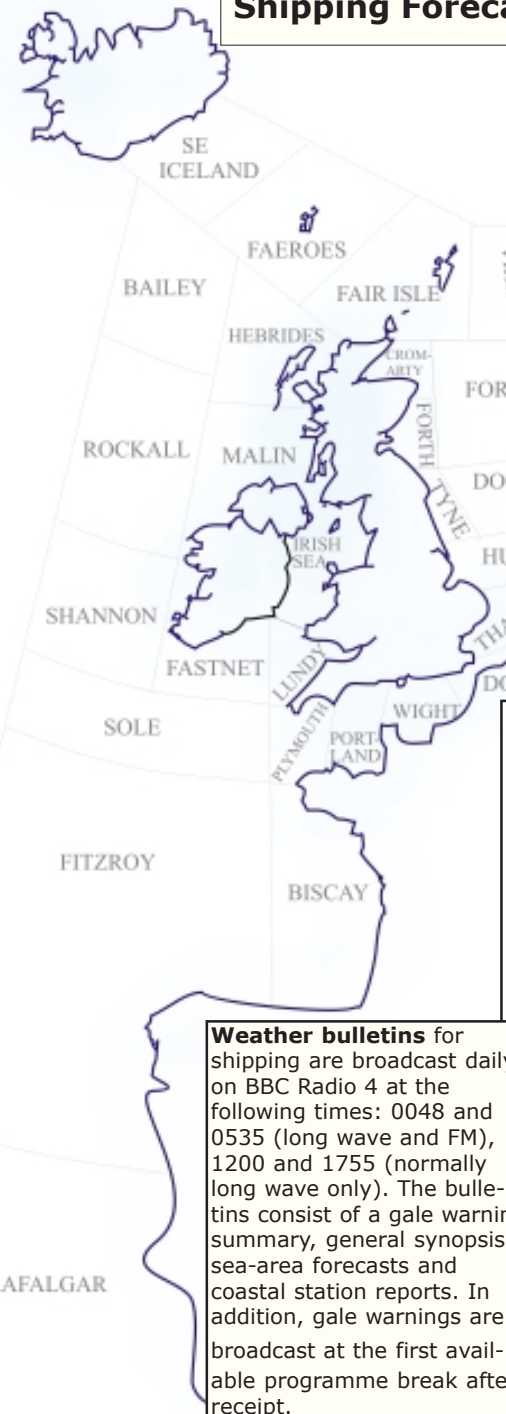 Shipping Foreca
SE
ICELAND
FAEROES
BAILEY
FAIR ISLE
HEBRIDES
CROM-
ARTY
FOR
ROCKALL
MALIN
FORTH
DO
TYNE
IRISH
SEA
HU
SHANNON
THA
FASTNET
LUNDY
DO
SOLE
PLYMOUTH
PORT-
LAND
WIGHT
FITZROY
BISCAY
Weather bulletins for
shipping are broadcast daily
on BBC Radio 4 at the
following times: 0048 and
0535 (long wave and FM),
1200 and 1755 (normally
long wave only). The bulle-
tins consist of a gale warnin
summary, general synopsis
sea-area forecasts and
coastal station reports. In
addition, gale warnings are
broadcast at the first avail-
able programme break afte
receipt.
AFALGAR